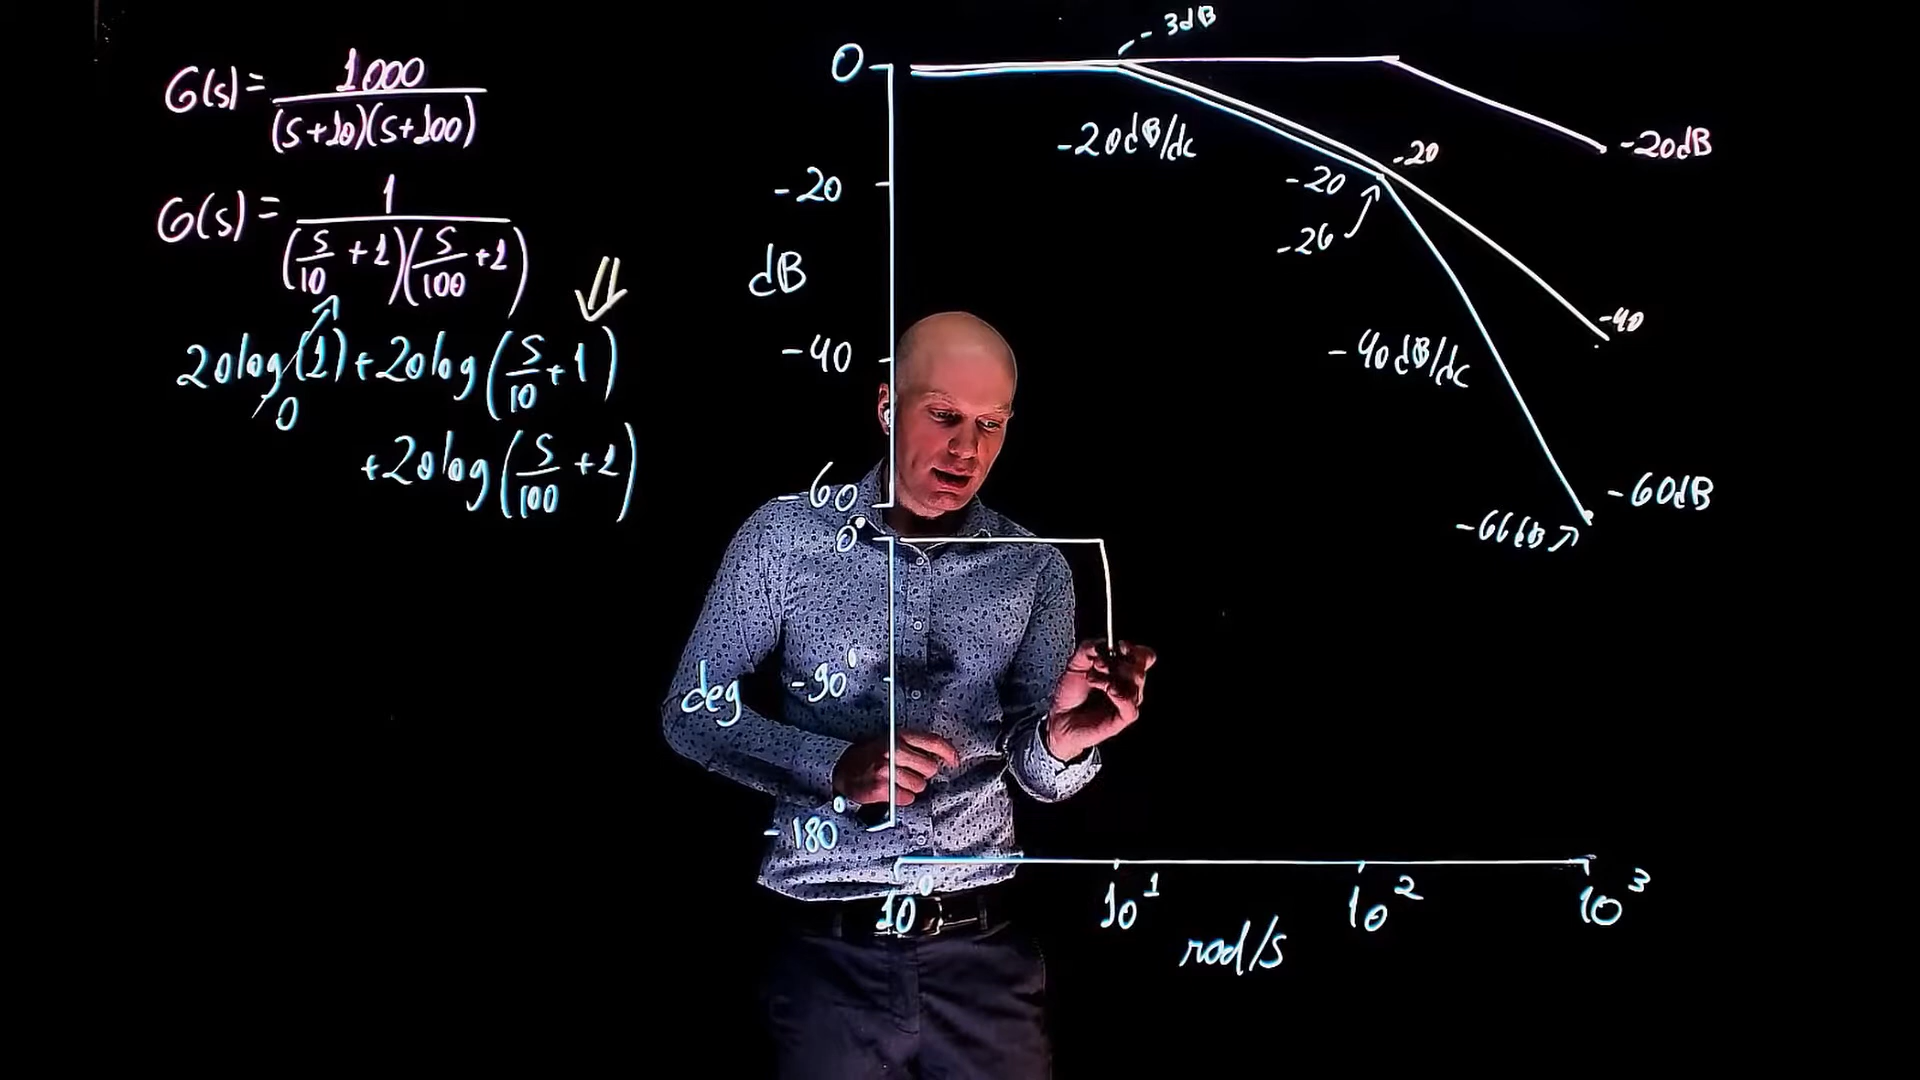 G(s) = 1000 / (s+10)(s+100)
G(s) = 1 / (s/10 + 1)(s/100 + 1)
20log(1) + 20log(s/10 + 1)
0
+20log(s/100 + 1)
-3dB
0
-20dB/dc
-20
-20dB
-20
-20
-26
dB
-40
-40
-40dB/dc
-60
-60dB
-66dB
0
deg
-90°
-180°
10⁰
10¹
10²
10³
rad/s